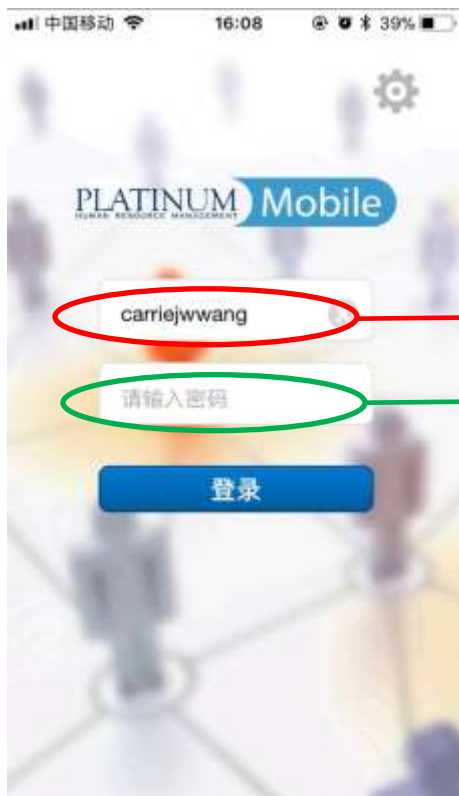 中国移动 16:08 39%
PLATINUM Mobile
HUMAN RESOURCE MANAGEMENT
carriejwwang
请输入密码
登录